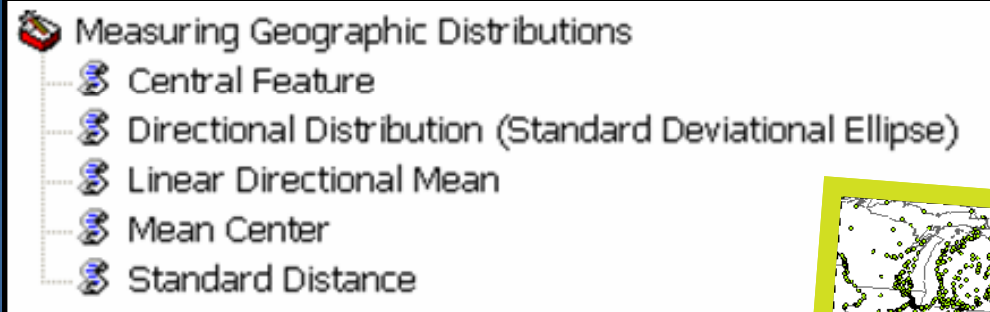 Measuring Geographic Distributions
Central Feature
Directional Distribution (Standard Deviational Ellipse)
Linear Directional Mean
Mean Center
Standard Distance